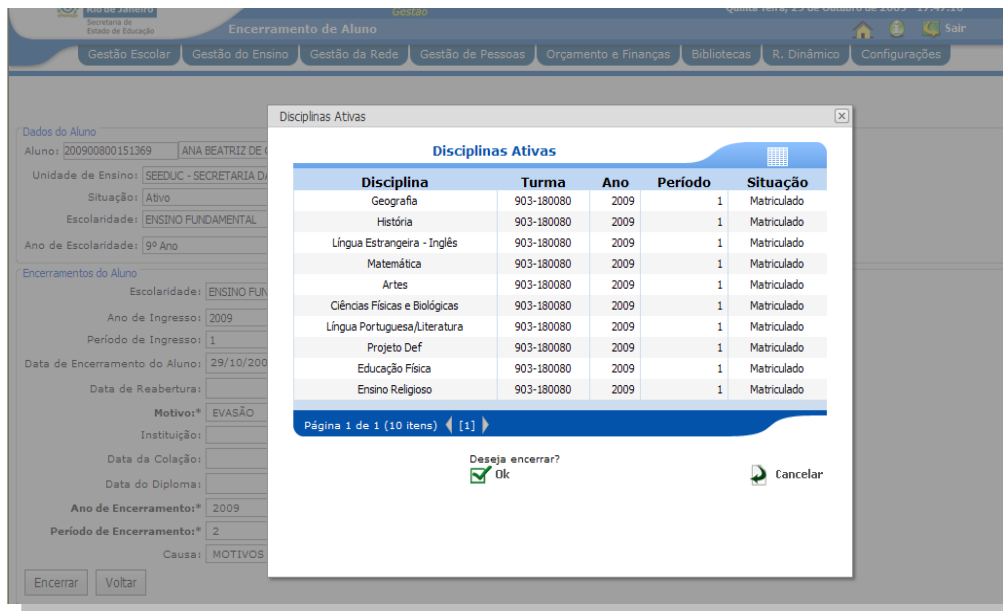 Rio de Janeiro
Secretaria de
Estado de Educação
Gestão
Quinta-feira, 29 de Outubro de 2009
Encerramento de Aluno
Sair
Gestão Escolar Gestão do Ensino Gestão da Rede Gestão de Pessoas Orçamento e Finanças Bibliotecas R. Dinâmico Configurações
Dados do Aluno
Aluno: 200900800151369 ANA BEATRIZ DE
Unidade de Ensino: SEEDUC - SECRETARIA DA
Situação: Ativo
Escolaridade: ENSINO FUNDAMENTAL
Ano de Escolaridade: 9º Ano
Encerramentos do Aluno
Escolaridade: ENSINO FUN
Ano de Ingresso: 2009
Período de Ingresso: 1
Data de Encerramento do Aluno: 29/10/200
Data de Reabertura:
Motivo:* EVASÃO
Instituição:
Data da Colação:
Data do Diploma:
Ano de Encerramento:* 2009
Período de Encerramento:* 2
Causa: MOTIVOS
Encerrar Voltar
Disciplinas Ativas
Disciplinas Ativas
Disciplina Turma Ano Período Situação
Geografia 903-180080 2009 1 Matriculado
História 903-180080 2009 1 Matriculado
Língua Estrangeira - Inglês 903-180080 2009 1 Matriculado
Matemática 903-180080 2009 1 Matriculado
Artes 903-180080 2009 1 Matriculado
Ciências Físicas e Biológicas 903-180080 2009 1 Matriculado
Língua Portuguesa/Literatura 903-180080 2009 1 Matriculado
Projeto Def 903-180080 2009 1 Matriculado
Educação Física 903-180080 2009 1 Matriculado
Ensino Religioso 903-180080 2009 1 Matriculado
Página 1 de 1 (10 itens) [1]
Deseja encerrar?
Ok
Cancelar